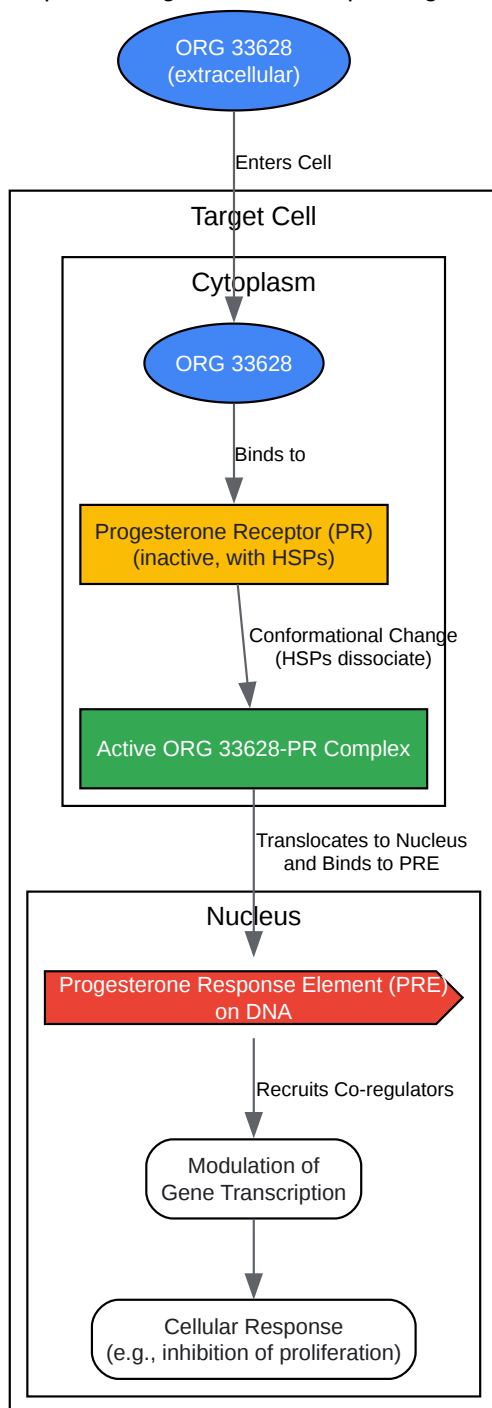 ORG 33628
(extracellular)
Enters Cell
Target Cell
Cytoplasm
ORG 33628
Binds to
Progesterone Receptor (PR)
(inactive, with HSPs)
Conformational Change
(HSPs dissociate)
Active ORG 33628-PR Complex
Translocates to Nucleus
and Binds to PRE
Nucleus
Progesterone Response Element (PRE)
on DNA
Recruits Co-regulators
Modulation of
Gene Transcription
Cellular Response
(e.g., inhibition of proliferation)